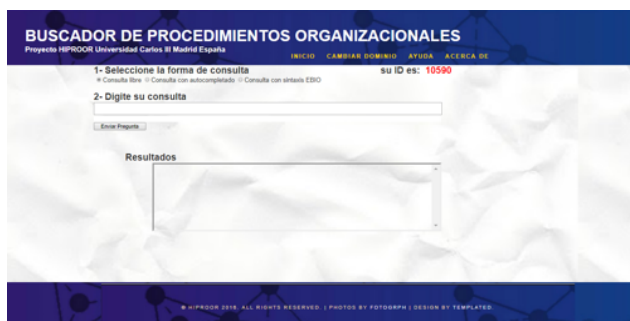 BUSCADOR DE PROCEDIMIENTOS ORGANIZACIONALES
Proyecto HIPROOR Universidad Carlos III Madrid España
INICIO CAMBIAR DOMINIO AYUDA ACERCA DE
1- Seleccione la forma de consulta su ID es: 10590
Consulta libre Consulta con autocompletado Consulta con sintaxis EBIO
2- Digite su consulta
Enviar Pregunta
Resultados
© HIPROOR 2018. ALL RIGHTS RESERVED. | PHOTOS BY FOTOGRPH | DESIGN BY TEMPLATED.